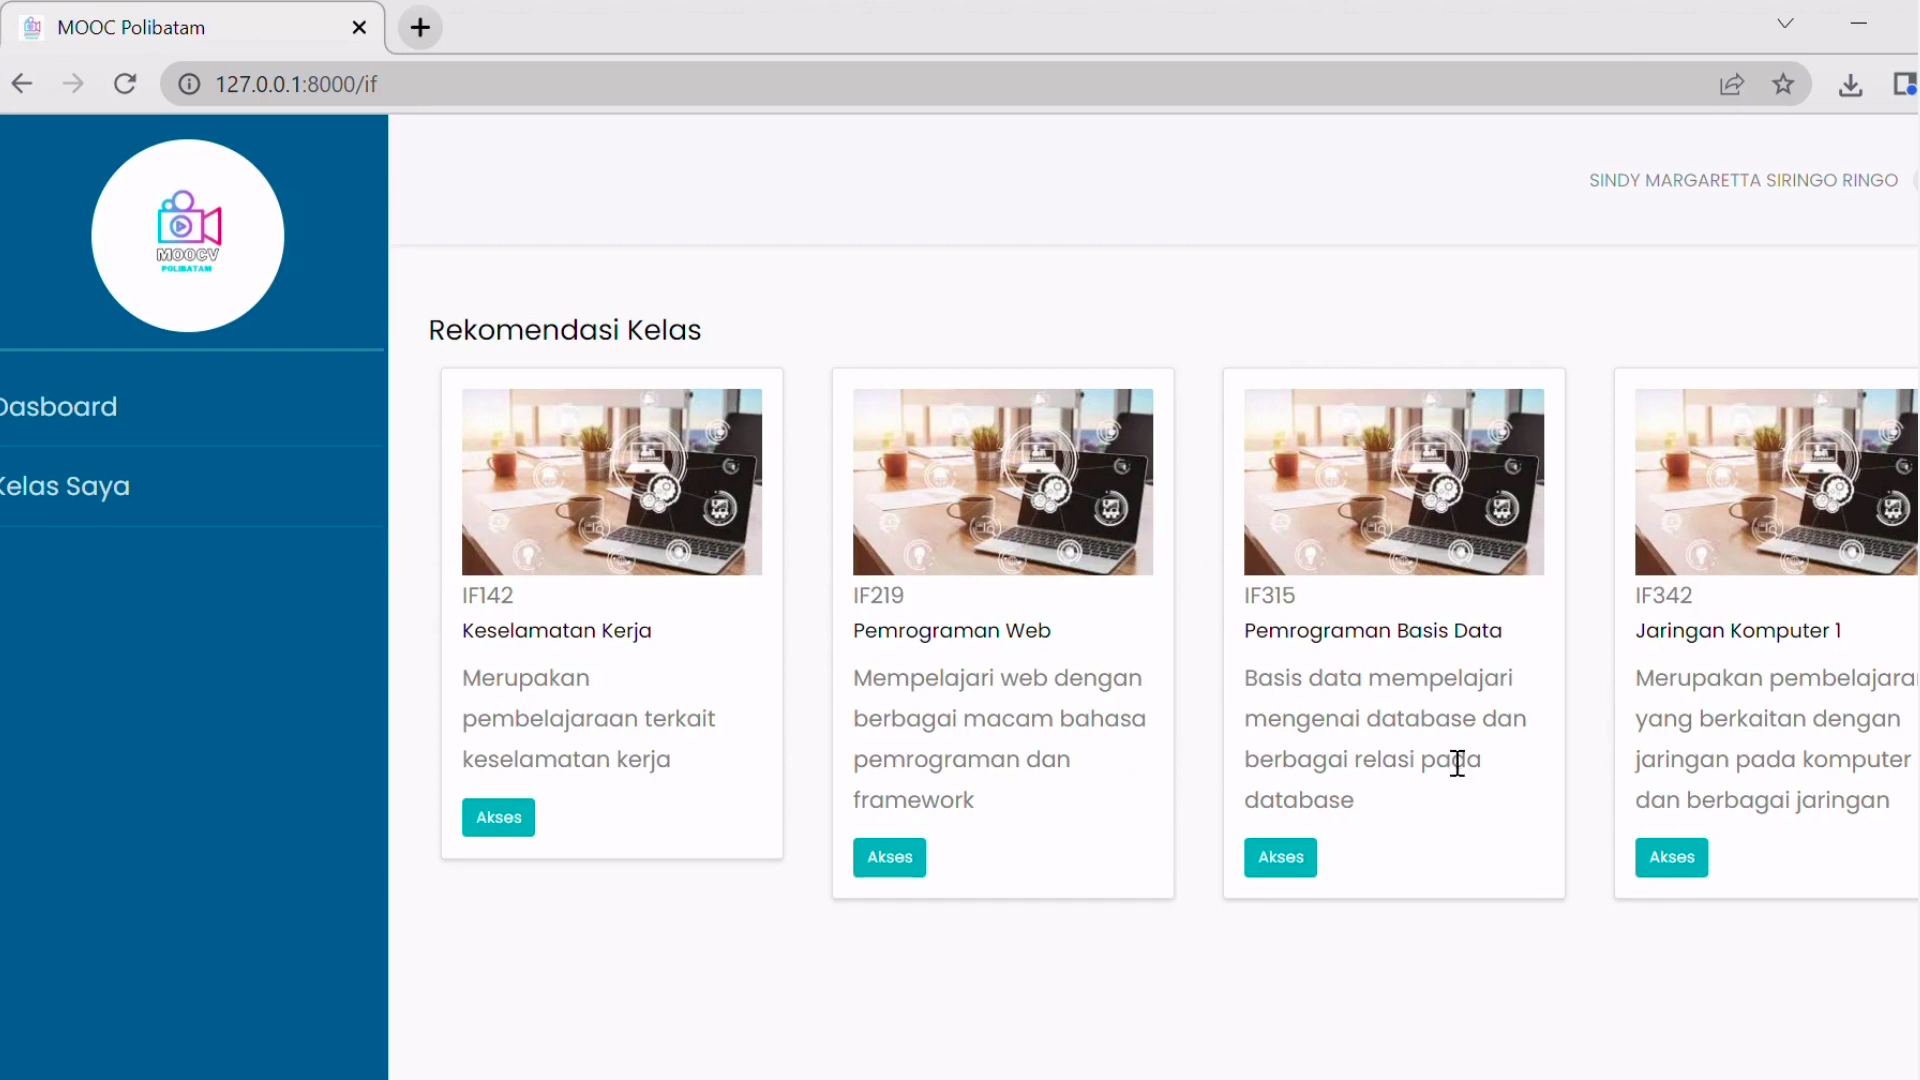 MOOC Polibatam
127.0.0.1:8000/if
MOOCV
POLIBATAM
SINDY MARGARETTA SIRINGO RINGO
Dasboard
Kelas Saya
Rekomendasi Kelas
IF142
Keselamatan Kerja
Merupakan
pembelajaraan terkait
keselamatan kerja
Akses
IF219
Pemrograman Web
Mempelajari web dengan
berbagai macam bahasa
pemrograman dan
framework
Akses
IF315
Pemrograman Basis Data
Basis data mempelajari
mengenai database dan
berbagai relasi pada
database
Akses
IF342
Jaringan Komputer 1
Merupakan pembelajara
yang berkaitan dengan
jaringan pada komputer
dan berbagai jaringan
Akses